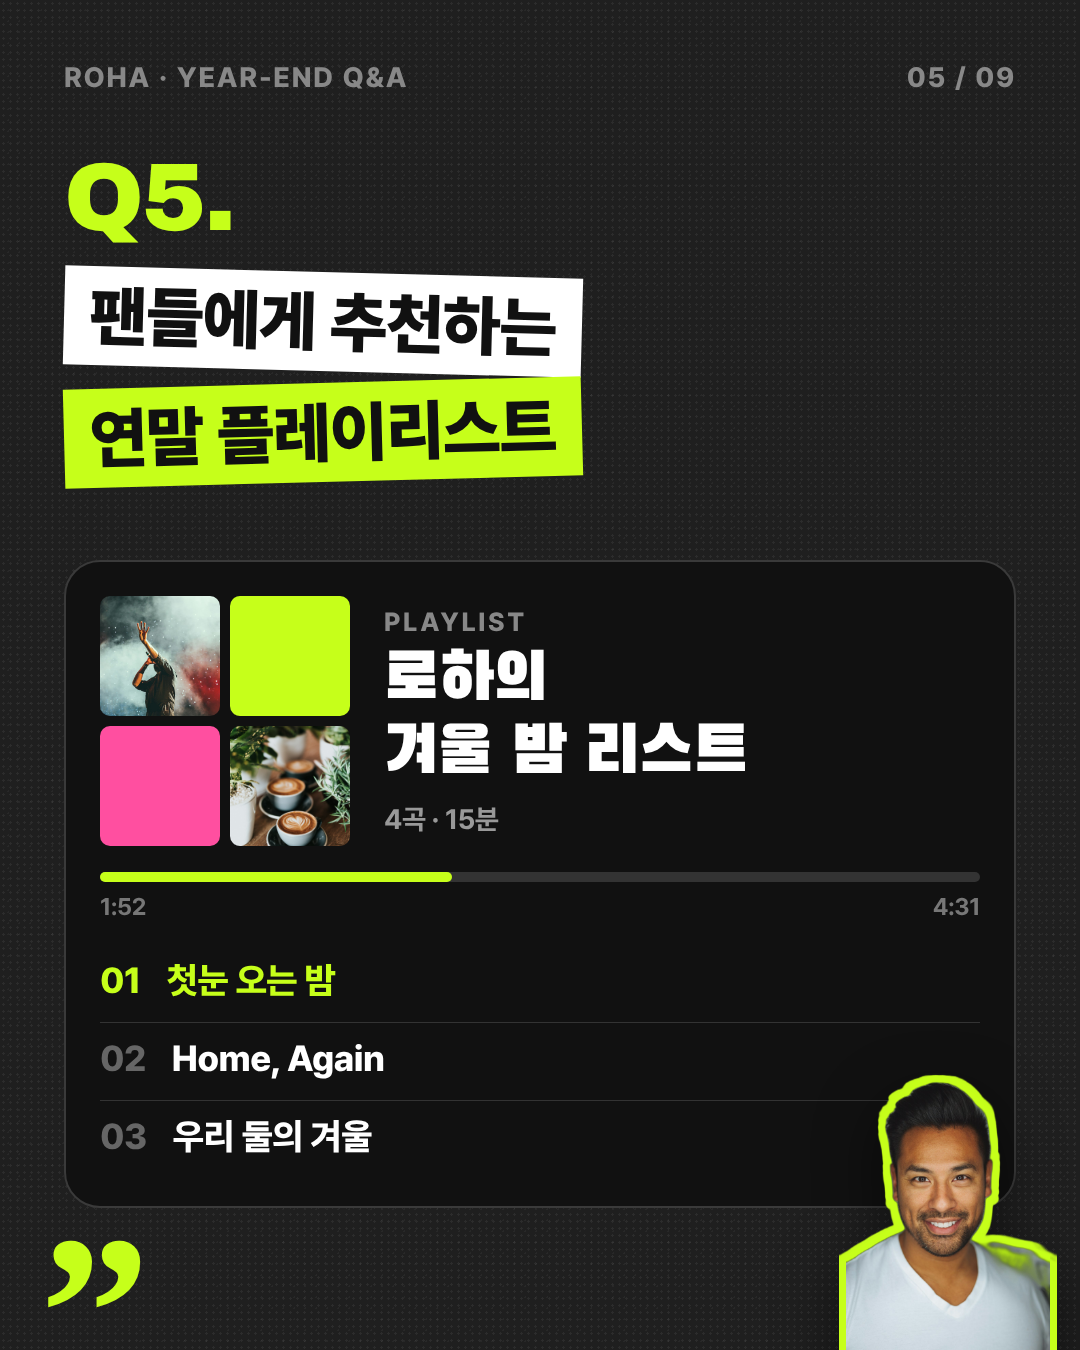 ROHA · YEAR-END Q&A
05 / 09
Q5.
팬들에게 추천하는
연말 플레이리스트
PLAYLIST
로하의
겨울 밤 리스트
4곡 · 15분
1:52
4:31
01 첫눈 오는 밤
02 Home, Again
03 우리 둘의 겨울
”